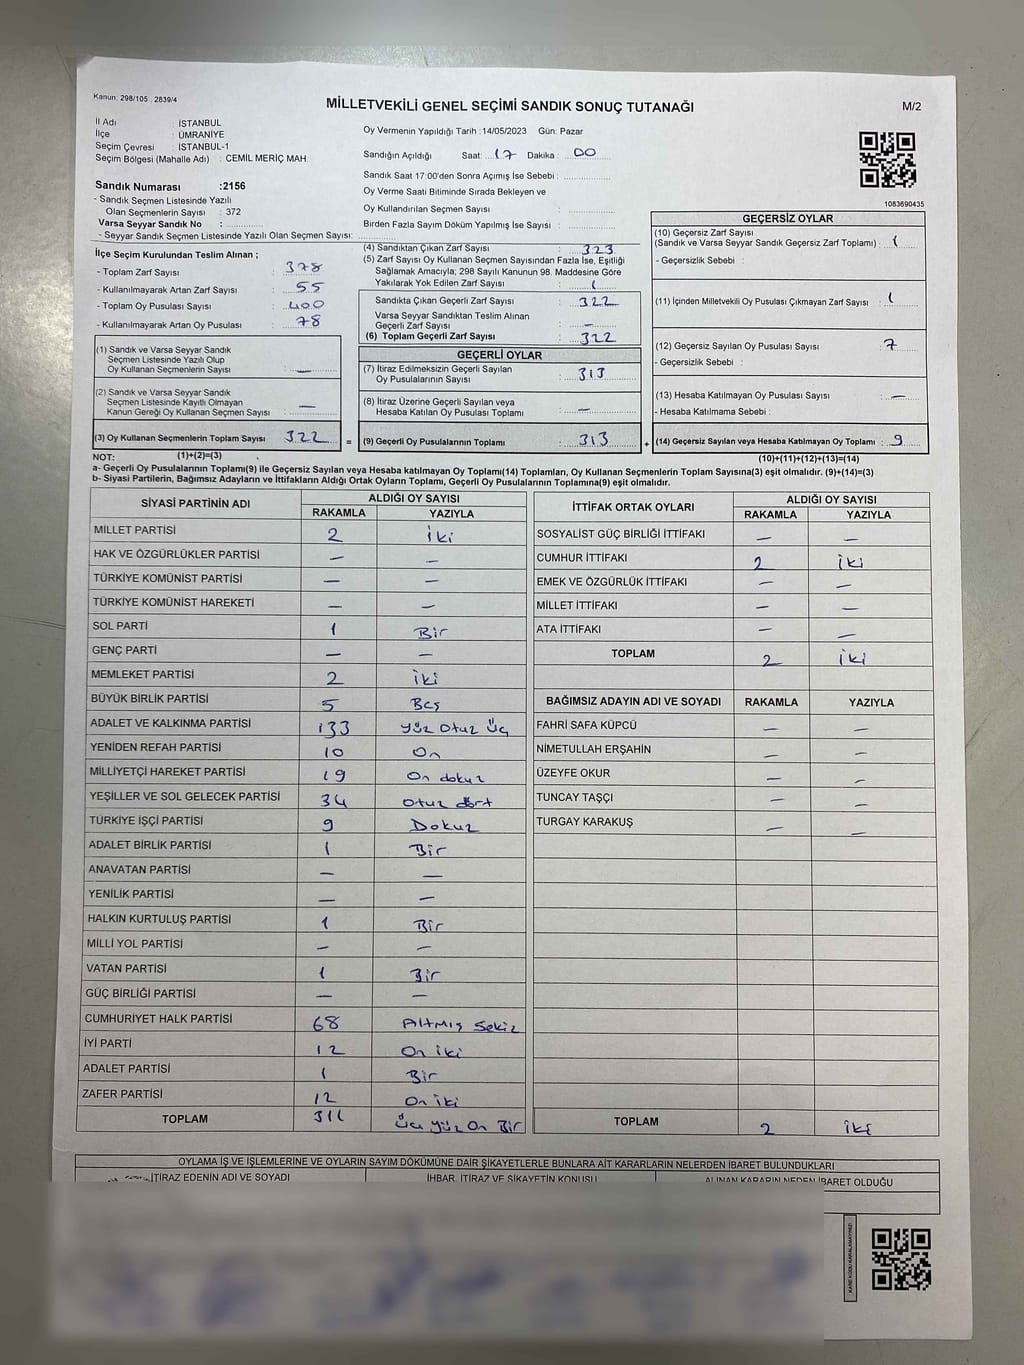 Kanun: 298/105 , 2839/4
MİLLETVEKİLİ GENEL SEÇİMİ SANDIK SONUÇ TUTANAĞI
M/2
İl Adı : İSTANBUL
İlçe : ÜMRANİYE
Seçim Çevresi : İSTANBUL-1
Seçim Bölgesi (Mahalle Adı) : CEMİL MERİÇ MAH.
Sandık Numarası :2156
- Sandık Seçmen Listesinde Yazılı
Olan Seçmenlerin Sayısı : 372
Varsa Seyyar Sandık No :
- Seyyar Sandık Seçmen Listesinde Yazılı Olan Seçmen Sayısı:
Oy Vermenin Yapıldığı Tarih :14/05/2023 Gün: Pazar
Sandığın Açıldığı Saat: 17 Dakika : 00
Sandık Saat 17:00'den Sonra Açımış İse Sebebi :
Oy Verme Saati Bitiminde Sırada Bekleyen ve
Oy Kullandırılan Seçmen Sayısı :
Birden Fazla Sayım Döküm Yapılmış İse Sayısı :
1083690435
İlçe Seçim Kurulundan Teslim Alınan ;
- Toplam Zarf Sayısı : 378
- Kullanılmayarak Artan Zarf Sayısı : 55
- Toplam Oy Pusulası Sayısı : 400
- Kullanılmayarak Artan Oy Pusulası : 78
(1) Sandık ve Varsa Seyyar Sandık
Seçmen Listesinde Yazılı Olup
Oy Kullanan Seçmenlerin Sayısı : —
(2) Sandık ve Varsa Seyyar Sandık
Seçmen Listesinde Kayıtlı Olmayan
Kanun Gereği Oy Kullanan Seçmen Sayısı : —
(3) Oy Kullanan Seçmenlerin Toplam Sayısı : 322 =
(4) Sandıktan Çıkan Zarf Sayısı : 323
(5) Zarf Sayısı Oy Kullanan Seçmen Sayısından Fazla İse, Eşitliği
Sağlamak Amacıyla; 298 Sayılı Kanunun 98. Maddesine Göre
Yakılarak Yok Edilen Zarf Sayısı : 1
Sandıkta Çıkan Geçerli Zarf Sayısı : 322
Varsa Seyyar Sandıktan Teslim Alınan
Geçerli Zarf Sayısı : —
(6) Toplam Geçerli Zarf Sayısı : 322
GEÇERLİ OYLAR
(7) İtiraz Edilmeksizin Geçerli Sayılan
Oy Pusulalarının Sayısı : 313
(8) İtiraz Üzerine Geçerli Sayılan veya
Hesaba Katılan Oy Pusulası Toplamı : —
(9) Geçerli Oy Pusulalarının Toplamı : 313 +
GEÇERSİZ OYLAR
(10) Geçersiz Zarf Sayısı
(Sandık ve Varsa Seyyar Sandık Geçersiz Zarf Toplamı) : 1
- Geçersizlik Sebebi :
(11) İçinden Milletvekili Oy Pusulası Çıkmayan Zarf Sayısı : 1
(12) Geçersiz Sayılan Oy Pusulası Sayısı : 7
- Geçersizlik Sebebi :
(13) Hesaba Katılmayan Oy Pusulası Sayısı : —
- Hesaba Katılmama Sebebi :
(14) Geçersiz Sayılan veya Hesaba Katılmayan Oy Toplamı : 9
NOT: (1)+(2)=(3) (10)+(11)+(12)+(13)=(14)
a- Geçerli Oy Pusulalarının Toplamı(9) ile Geçersiz Sayılan veya Hesaba katılmayan Oy Toplamı(14) Toplamları, Oy Kullanan Seçmenlerin Toplam Sayısına(3) eşit olmalıdır. (9)+(14)=(3)
b- Siyasi Partilerin, Bağımsız Adayların ve İttifakların Aldığı Ortak Oyların Toplamı, Geçerli Oy Pusulalarının Toplamına(9) eşit olmalıdır.
SİYASİ PARTİNİN ADI ALDIĞI OY SAYISI
RAKAMLA YAZIYLA
MİLLET PARTİSİ 2 iki
HAK VE ÖZGÜRLÜKLER PARTİSİ — —
TÜRKİYE KOMÜNİST PARTİSİ — —
TÜRKİYE KOMÜNİST HAREKETİ — —
SOL PARTİ 1 Bir
GENÇ PARTİ — —
MEMLEKET PARTİSİ 2 iki
BÜYÜK BİRLİK PARTİSİ 5 Beş
ADALET VE KALKINMA PARTİSİ 133 Yüz Otuz Üç
YENİDEN REFAH PARTİSİ 10 On
MİLLİYETÇİ HAREKET PARTİSİ 19 On dokuz
YEŞİLLER VE SOL GELECEK PARTİSİ 34 Otuz dört
TÜRKİYE İŞÇİ PARTİSİ 9 Dokuz
ADALET BİRLİK PARTİSİ 1 Bir
ANAVATAN PARTİSİ — —
YENİLİK PARTİSİ — —
HALKIN KURTULUŞ PARTİSİ 1 Bir
MİLLİ YOL PARTİSİ — —
VATAN PARTİSİ 1 Bir
GÜÇ BİRLİĞİ PARTİSİ — —
CUMHURİYET HALK PARTİSİ 68 Altmış Sekiz
İYİ PARTİ 12 On iki
ADALET PARTİSİ 1 Bir
ZAFER PARTİSİ 12 On iki
TOPLAM 311 Üç yüz On Bir
İTTİFAK ORTAK OYLARI ALDIĞI OY SAYISI
RAKAMLA YAZIYLA
SOSYALİST GÜÇ BİRLİĞİ İTTİFAKI — —
CUMHUR İTTİFAKI 2 iki
EMEK VE ÖZGÜRLÜK İTTİFAKI — —
MİLLET İTTİFAKI — —
ATA İTTİFAKI — —
TOPLAM 2 iki
BAĞIMSIZ ADAYIN ADI VE SOYADI RAKAMLA YAZIYLA
FAHRİ SAFA KÜPCÜ — —
NİMETULLAH ERŞAHİN — —
ÜZEYFE OKUR — —
TUNCAY TAŞÇI — —
TURGAY KARAKUŞ — —
TOPLAM 2 iki
OYLAMA İŞ VE İŞLEMLERİNE VE OYLARIN SAYIM DÖKÜMÜNE DAİR ŞİKAYETLERLE BUNLARA AİT KARARLARIN NELERDEN İBARET BULUNDUKLARI
İTİRAZ EDENİN ADI VE SOYADI İHBAR, İTİRAZ VE ŞİKAYETİN KONUSU ALINAN KARARIN NEDEN İBARET OLDUĞU
KARE KODU KARALAMAYINIZ!